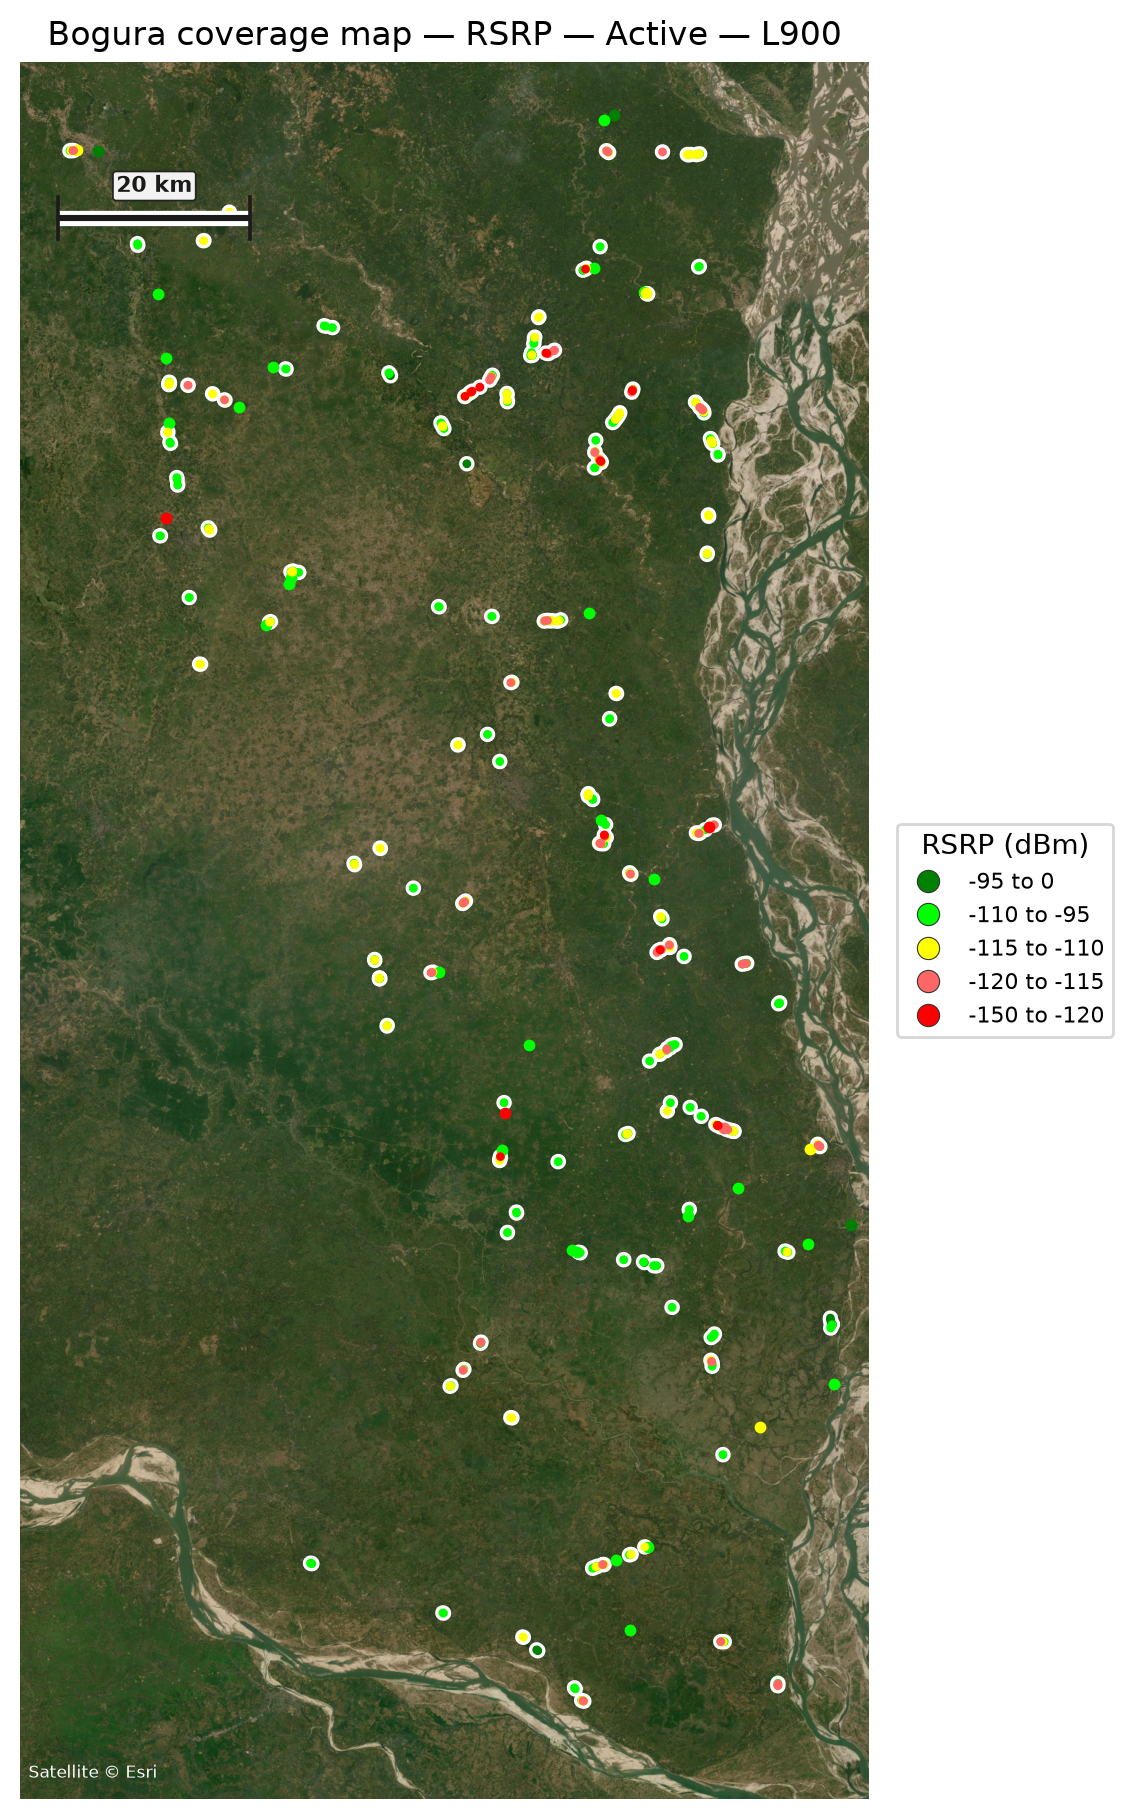 Bogura coverage map — RSRP — Active — L900
20 km
RSRP (dBm)
-95 to 0
-110 to -95
-115 to -110
-120 to -115
-150 to -120
Satellite © Esri